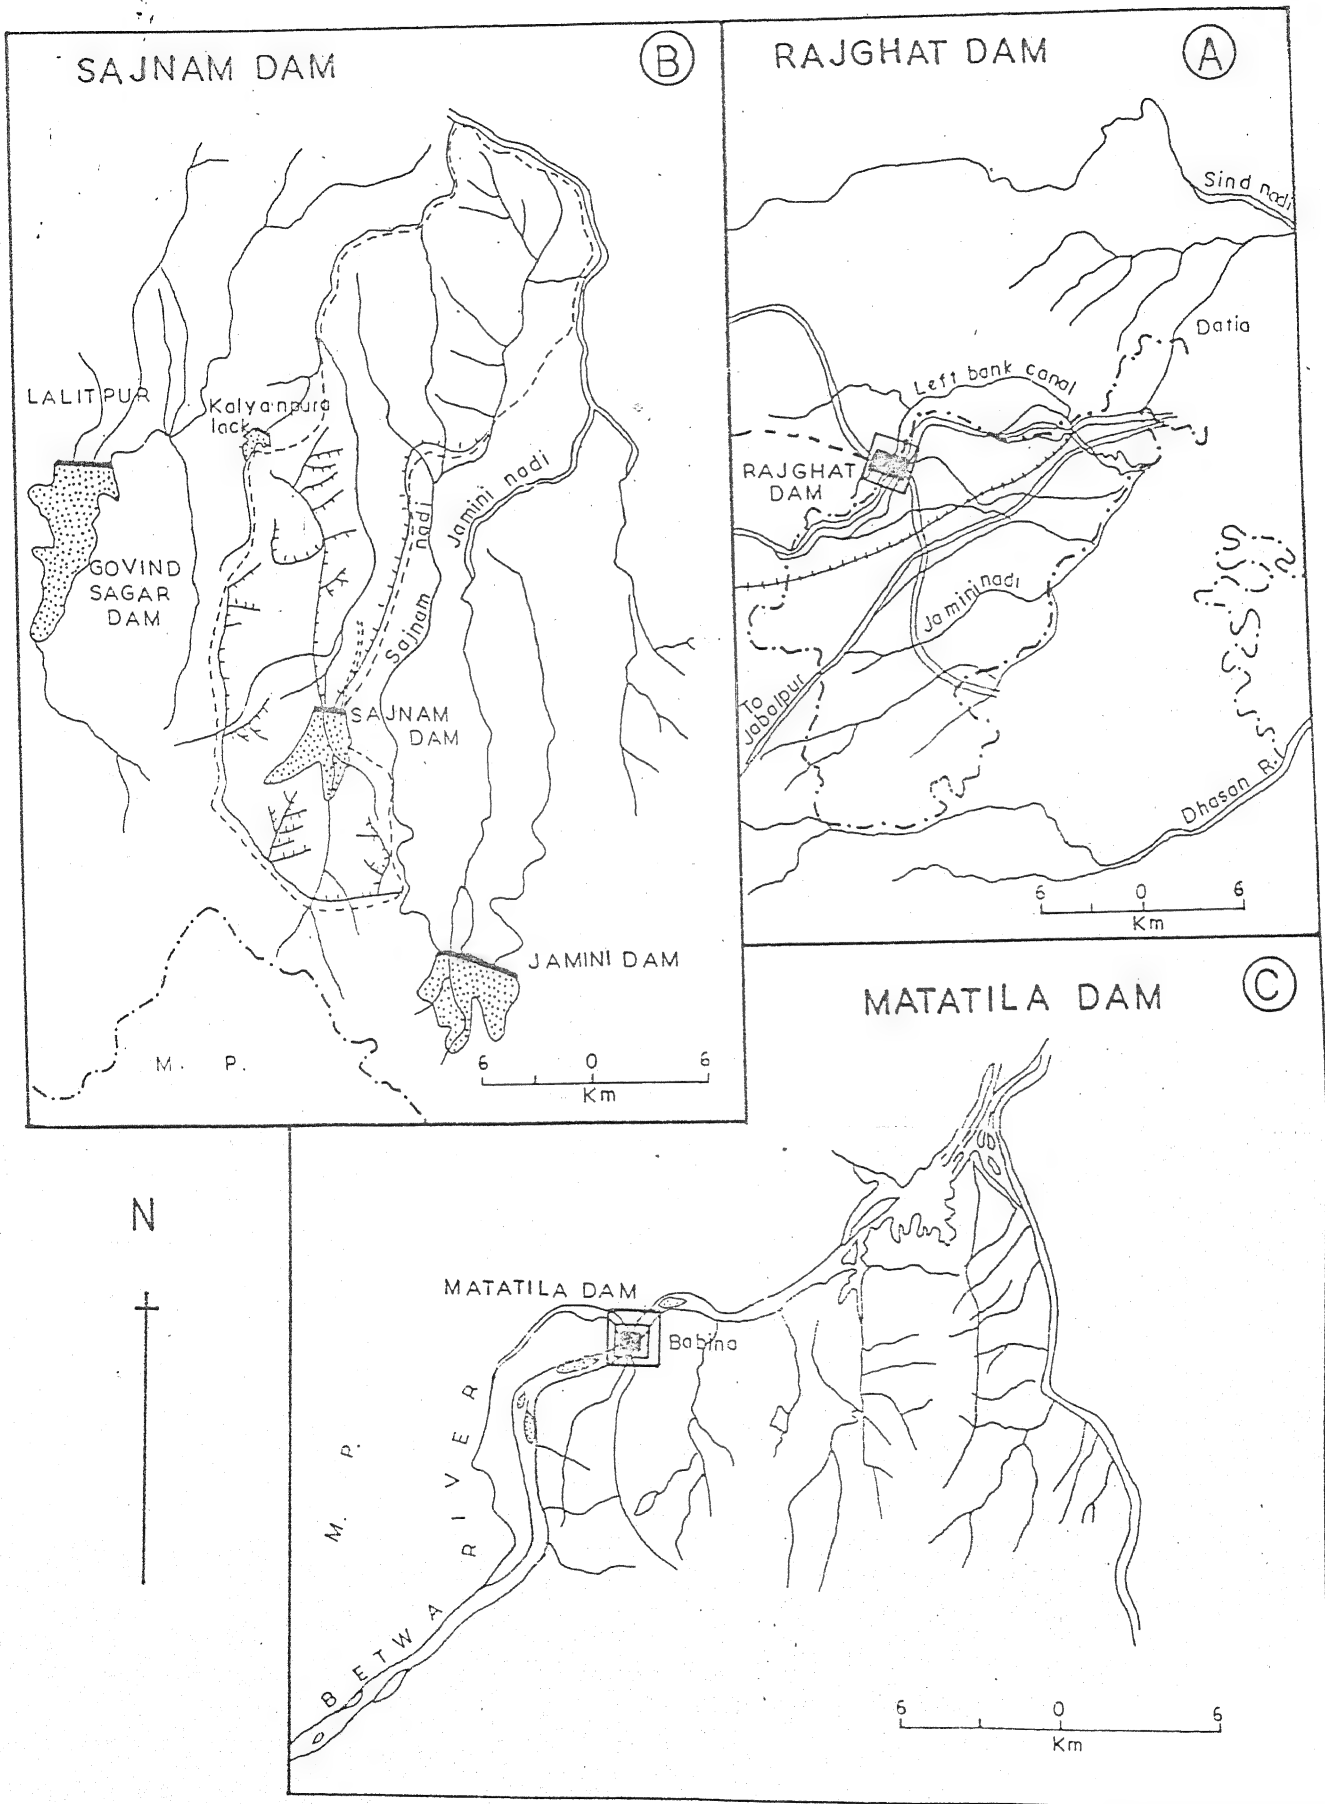 SAJNAM DAM
B
LALITPUR
Kalyanpura
lack
GOVIND
SAGAR
DAM
Sajnam nadi
Jamini nadi
SAJNAM
DAM
JAMINI DAM
M. P.
6 0 6
Km
RAJGHAT DAM
A
Sind nadi
Datia
Left bank canal
RAJGHAT
DAM
Jamini nadi
To
Jabalpur
Dhasan R.
6 0 6
Km
MATATILA DAM
C
N
MATATILA DAM
Babina
M. P.
BETWA RIVER
6 0 6
Km